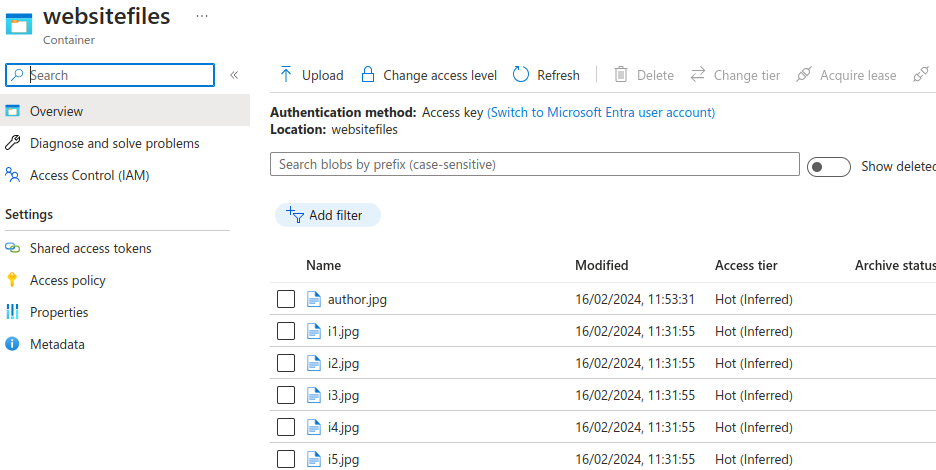 websitefiles ...
Container
Search «
Upload Change access level Refresh Delete Change tier Acquire lease
Overview
Diagnose and solve problems
Access Control (IAM)
Settings
Shared access tokens
Access policy
Properties
Metadata
Authentication method: Access key (Switch to Microsoft Entra user account)
Location: websitefiles
Search blobs by prefix (case-sensitive)
Show deleted
Add filter
Name Modified Access tier Archive status
author.jpg 16/02/2024, 11:53:31 Hot (Inferred)
i1.jpg 16/02/2024, 11:31:55 Hot (Inferred)
i2.jpg 16/02/2024, 11:31:55 Hot (Inferred)
i3.jpg 16/02/2024, 11:31:55 Hot (Inferred)
i4.jpg 16/02/2024, 11:31:55 Hot (Inferred)
i5.jpg 16/02/2024, 11:31:55 Hot (Inferred)